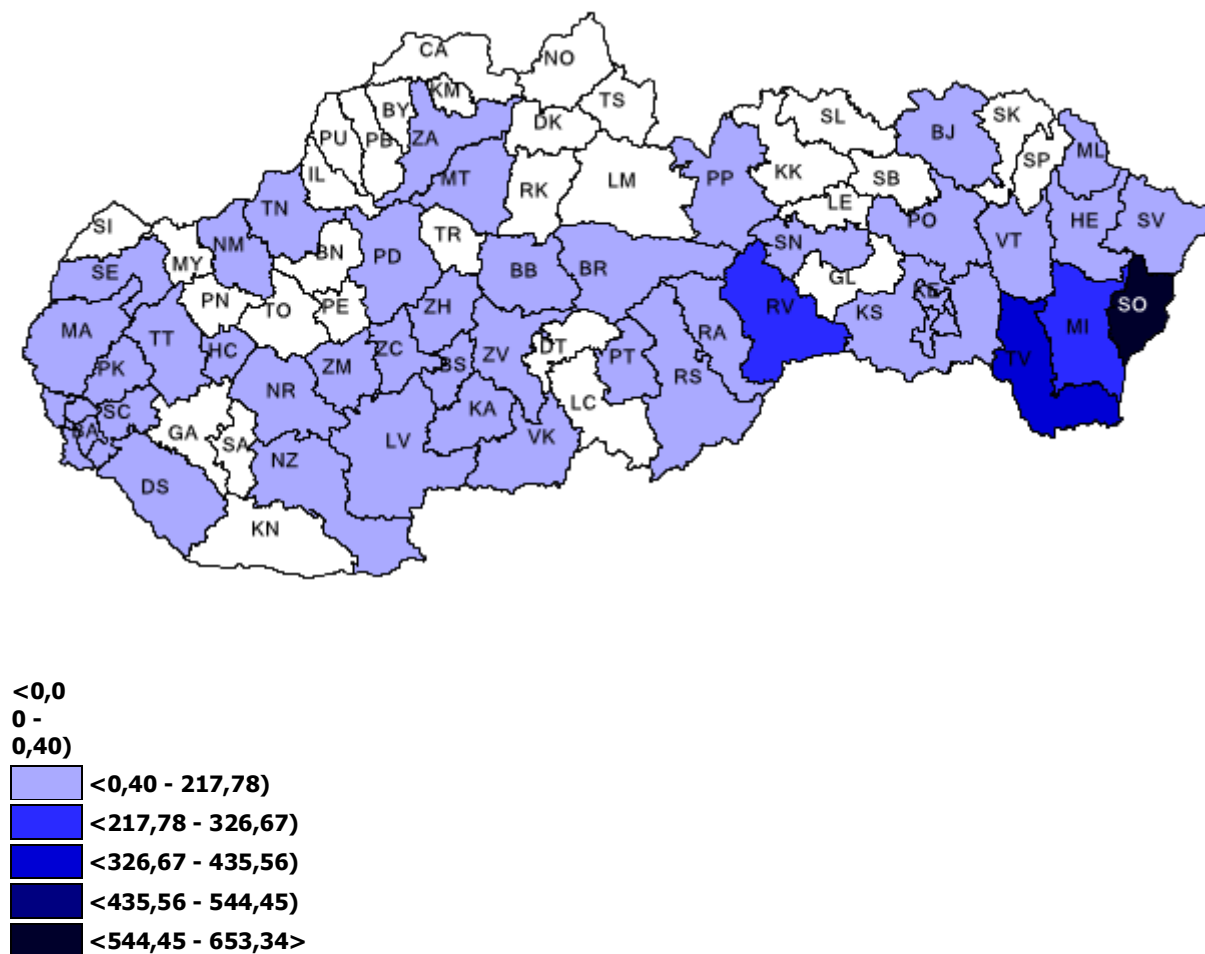 CA
NO
KM
TS
BY
PU
PB
ZA
DK
SL
SK
BJ
ML
IL
MT
RK
LM
PP
KK
SB
SP
LE
SI
TN
NM
TR
PO
HE
SV
MY
SE
BN
PD
BB
BR
SN
VT
GL
PN
TO
PE
ZH
RV
KS
KE
SO
MA
TT
HC
ZM
ZC
BS
ZV
DT
PT
RA
MI
TV
PK
NR
RS
SC
BA
GA
SA
KA
LC
LV
VK
NZ
DS
KN
<0,0
0 -
0,40)
<0,40 - 217,78)
<217,78 - 326,67)
<326,67 - 435,56)
<435,56 - 544,45)
<544,45 - 653,34>